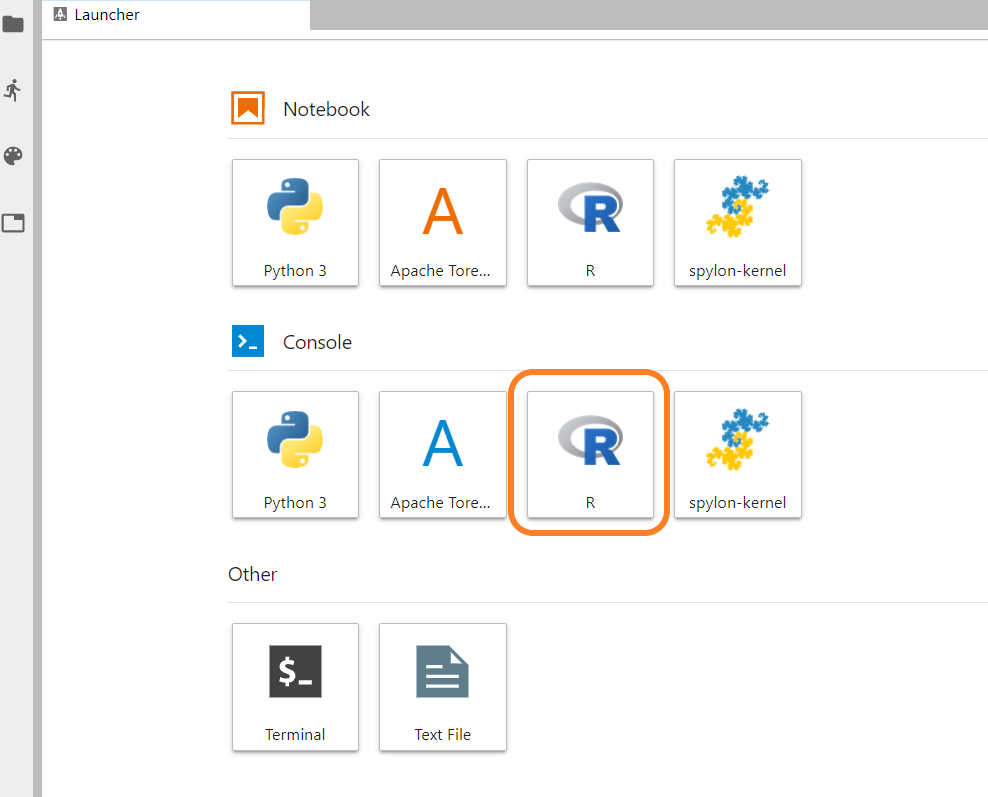 Launcher
Notebook
A
R
Python 3
Apache Tore...
R
spylon-kernel
>_
Console
A
R
Python 3
Apache Tore...
R
spylon-kernel
Other
$_
Terminal
Text File